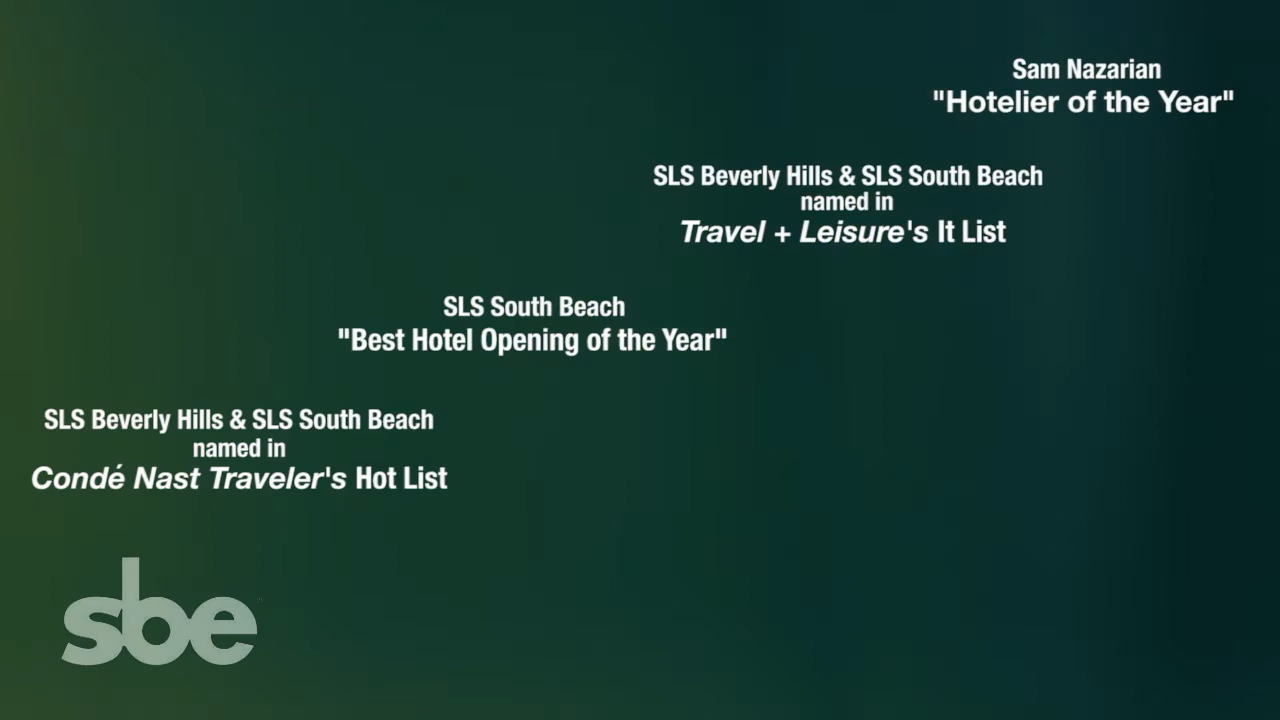 Sam Nazarian
"Hotelier of the Year"
SLS Beverly Hills & SLS South Beach
named in
Travel + Leisure's It List
SLS South Beach
"Best Hotel Opening of the Year"
SLS Beverly Hills & SLS South Beach
named in
Condé Nast Traveler's Hot List
sbe